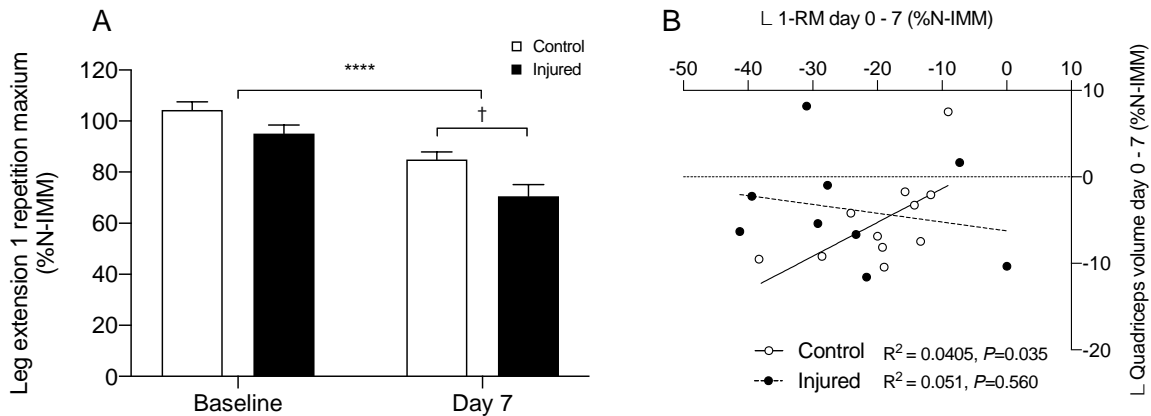 A
Leg extension 1 repetition maxium
(%N-IMM)
Control
Injured
****
†
120
100
80
60
40
20
0
Baseline
Day 7
B
∟ 1-RM day 0 - 7 (%N-IMM)
-50 -40 -30 -20 -10 0 10
10
0
-10
-20
∟ Quadriceps volume day 0 - 7 (%N-IMM)
Control R² = 0.0405, P=0.035
Injured R² = 0.051, P=0.560